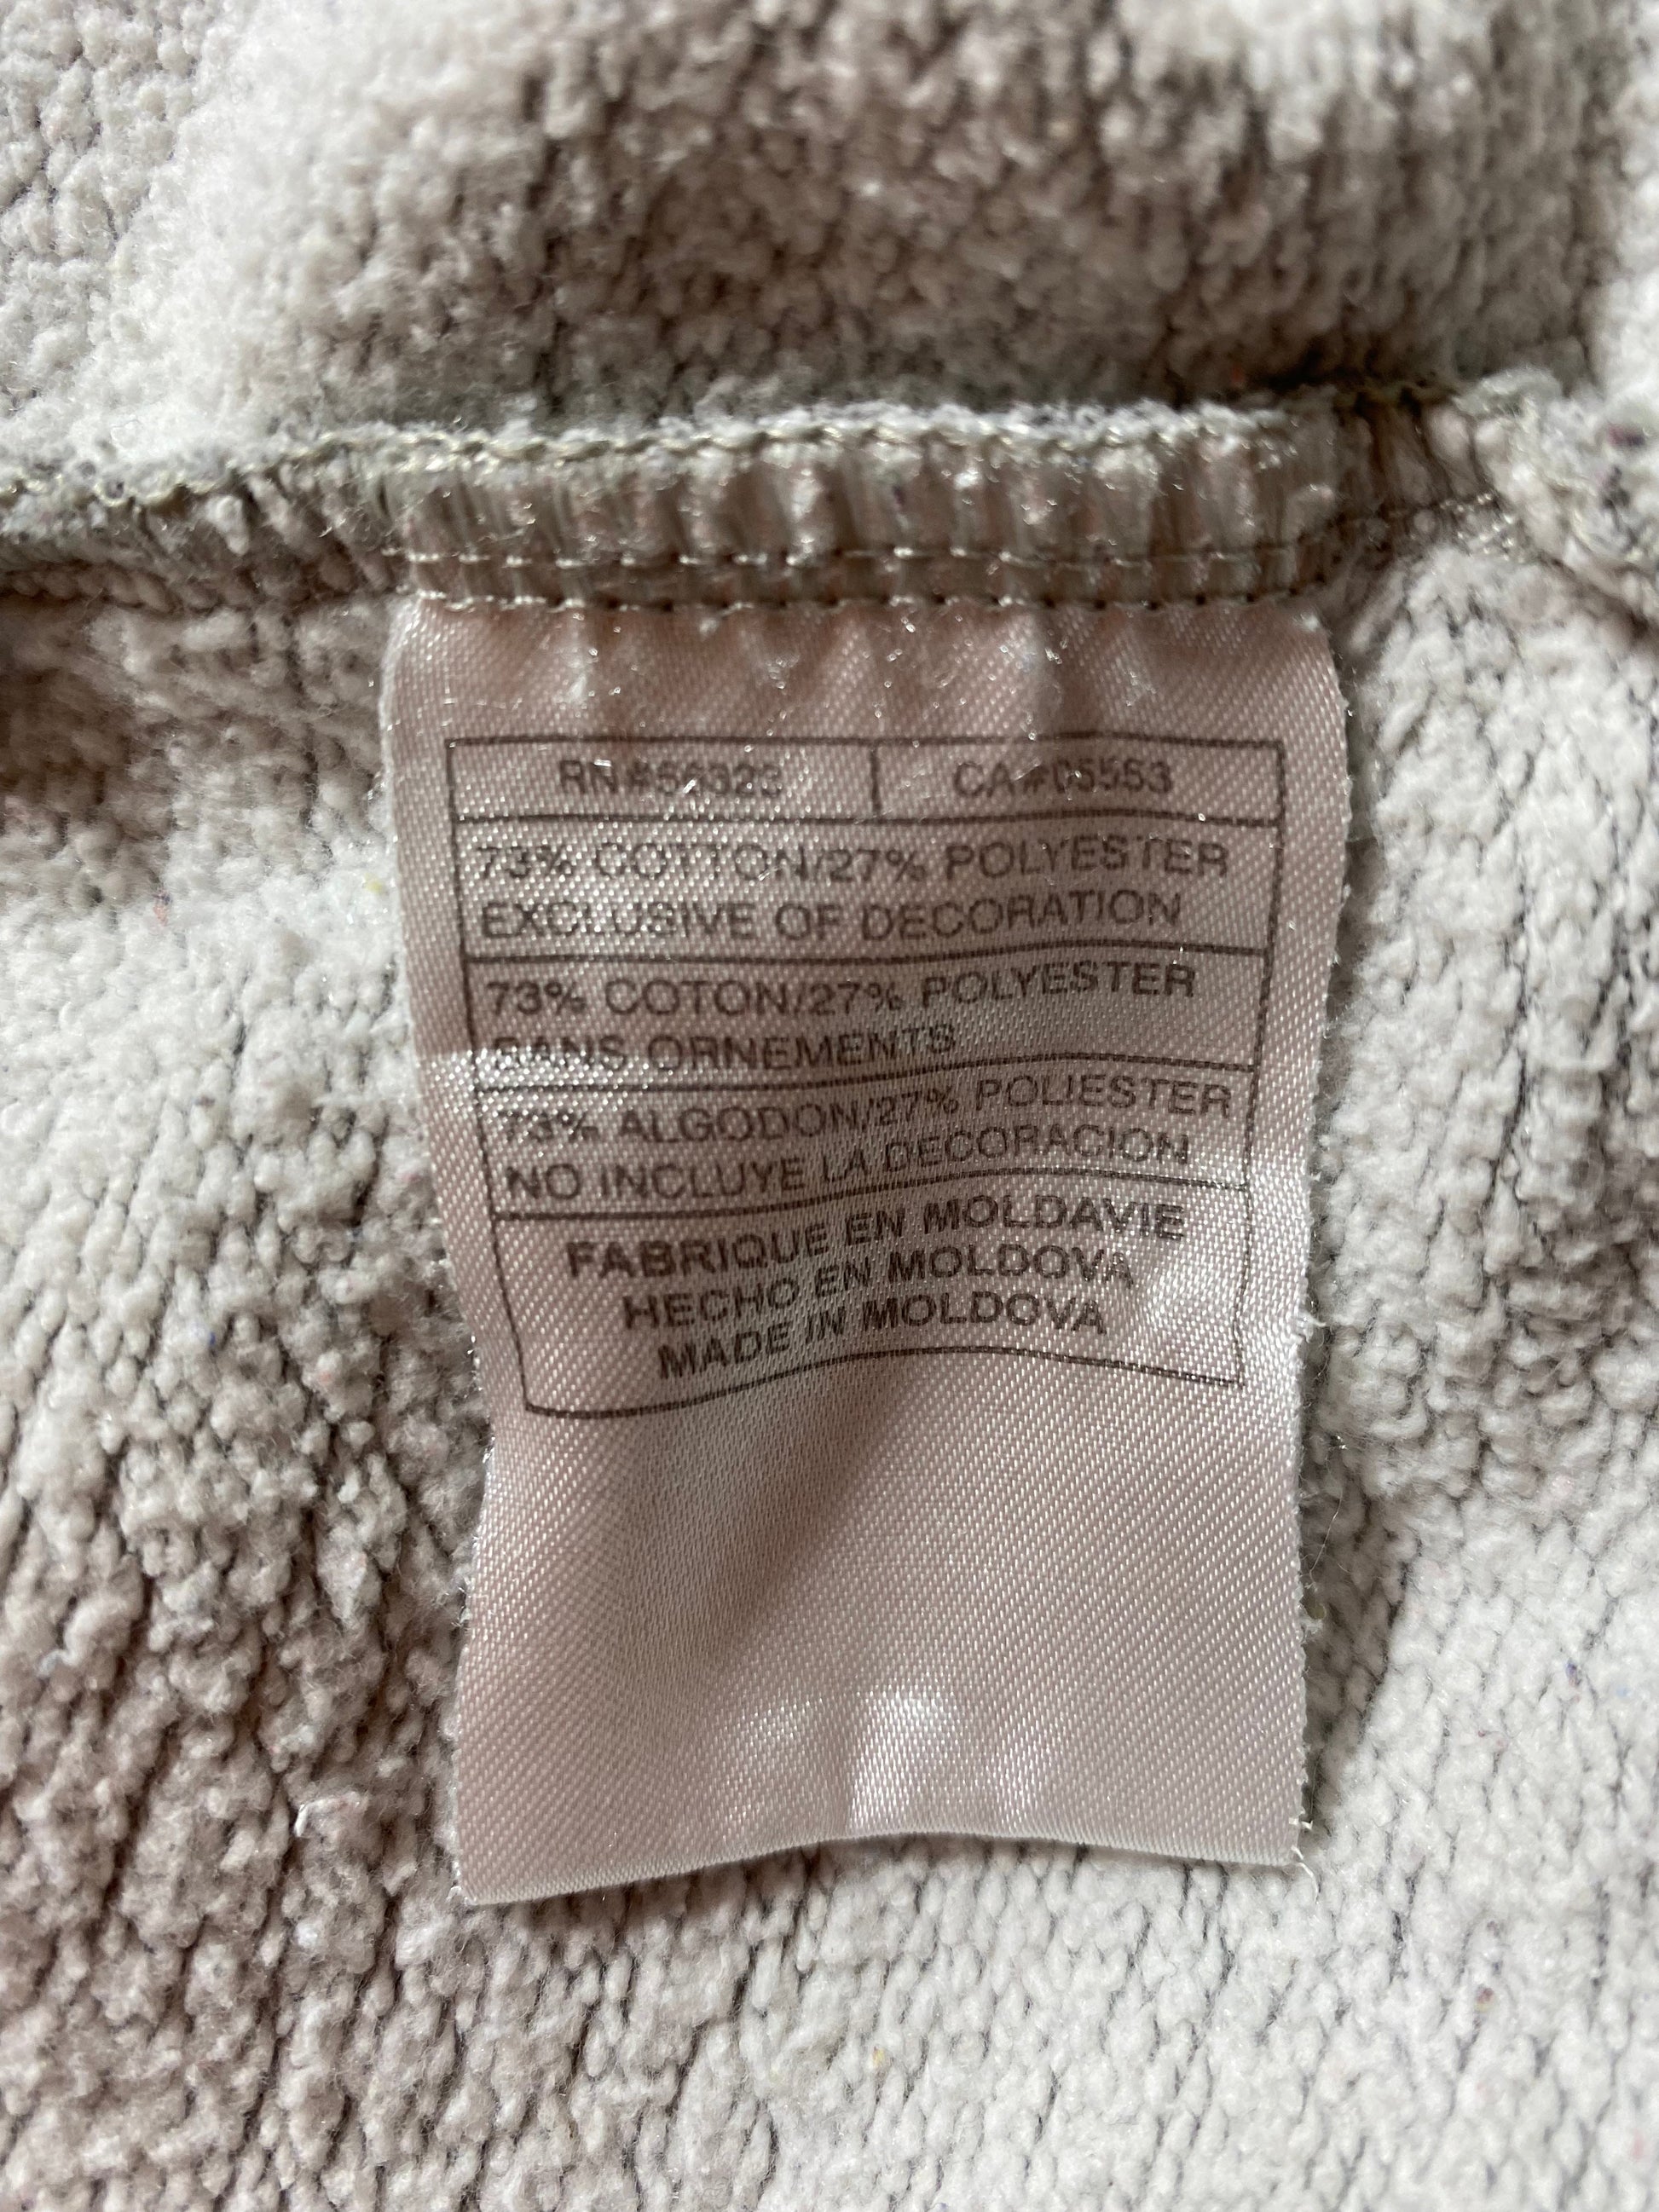 RN#56323 CA#05553
73% COTTON/27% POLYESTER
EXCLUSIVE OF DECORATION
73% COTON/27% POLYESTER
SANS ORNEMENTS
73% ALGODON/27% POLIESTER
NO INCLUYE LA DECORACION
FABRIQUE EN MOLDAVIE
HECHO EN MOLDOVA
MADE IN MOLDOVA